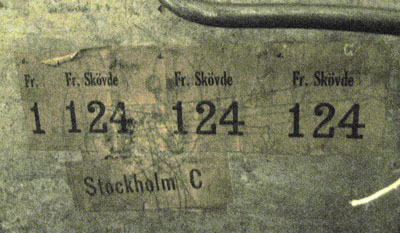 Fr. Fr. Skövde Fr. Skövde Fr. Skövde
1 124 124 124
Stockholm C